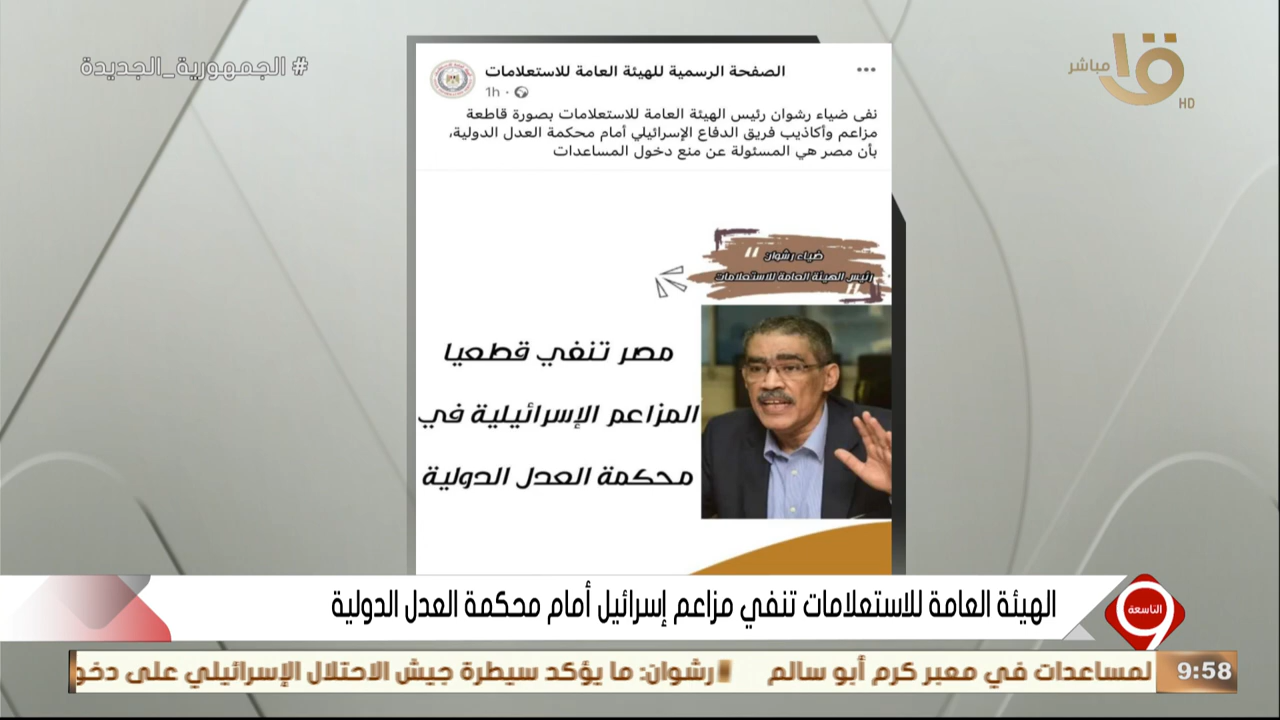 # الجمهورية_الجديدة
مباشر
HD
الصفحة الرسمية للهيئة العامة للاستعلامات
1h
نفى ضياء رشوان رئيس الهيئة العامة للاستعلامات بصورة قاطعة
مزاعم وأكاذيب فريق الدفاع الإسرائيلي أمام محكمة العدل الدولية،
بأن مصر هي المسئولة عن منع دخول المساعدات
ضياء رشوان
رئيس الهيئة العامة للاستعلامات
مصر تنفي قطعيا
المزاعم الإسرائيلية في
محكمة العدل الدولية
الهيئة العامة للاستعلامات تنفي مزاعم إسرائيل أمام محكمة العدل الدولية
التاسعة
9
لمساعدات في معبر كرم أبو سالم
رشوان: ما يؤكد سيطرة جيش الاحتلال الإسرائيلي على دخو
9:58